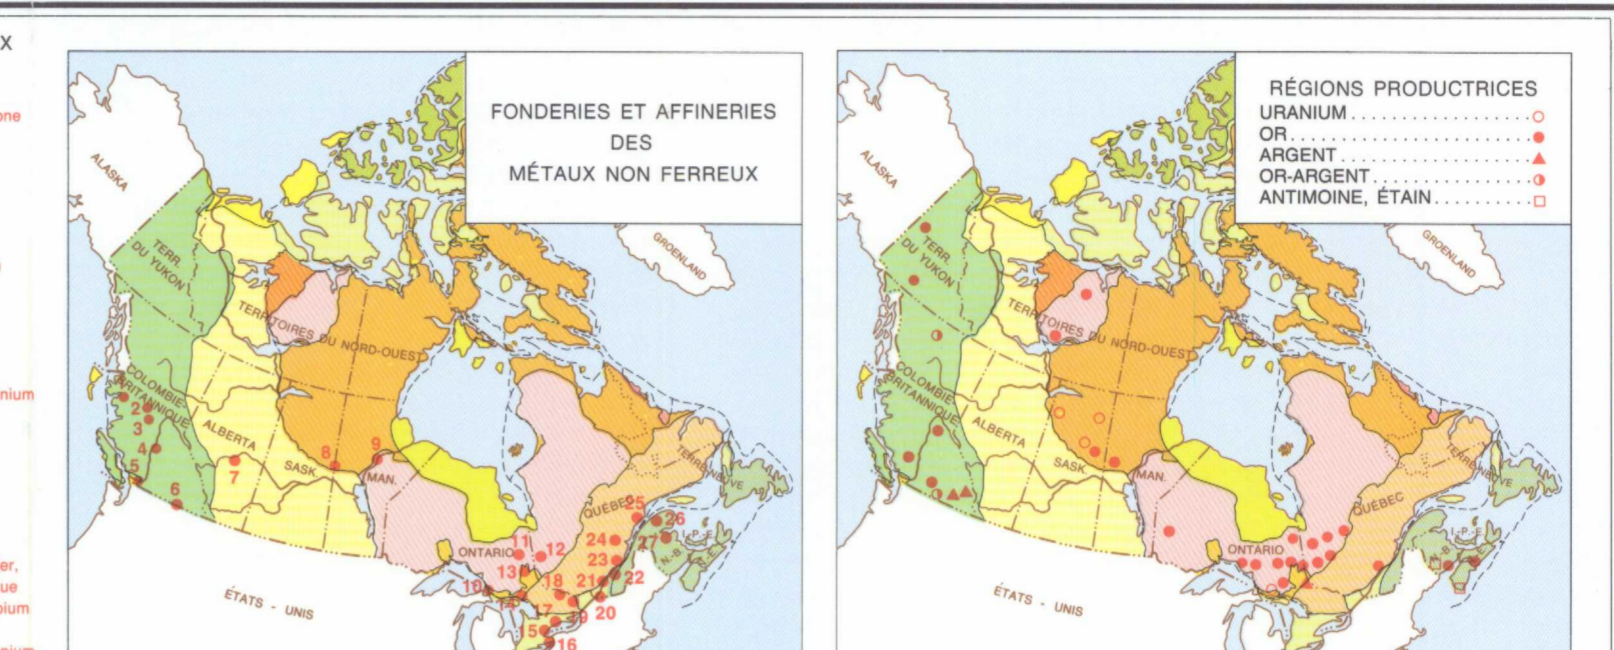 X
one
nium
er,
ue
bium
nium
FONDERIES ET AFFINERIES
DES
MÉTAUX NON FERREUX
ALASKA
TERR.
DU YUKON
GROENLAND
TERRITOIRES DU NORD-OUEST
COLOMBIE
BRITANNIQUE
ALBERTA
SASK.
MAN.
ONTARIO
QUÉBEC
TERRE-NEUVE
I.-P.-E.
N.-B.
N.-É.
ÉTATS - UNIS
2
3
4
5
6
7
8
9
10
11
12
13
15
16
17
18
19
20
21
22
23
24
25
26
27
RÉGIONS PRODUCTRICES
URANIUM
OR
ARGENT
OR-ARGENT
ANTIMOINE, ÉTAIN
ALASKA
TERR.
DU YUKON
GROENLAND
TERRITOIRES DU NORD-OUEST
COLOMBIE
BRITANNIQUE
ALBERTA
SASK.
MAN.
ONTARIO
QUÉBEC
TERRE-NEUVE
I.-P.-E.
N.-B.
ÉTATS - UNIS